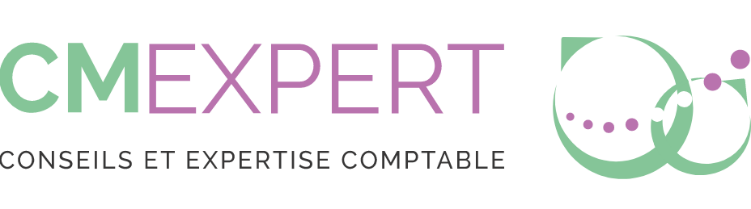 CMEXPERT
CONSEILS ET EXPERTISE COMPTABLE